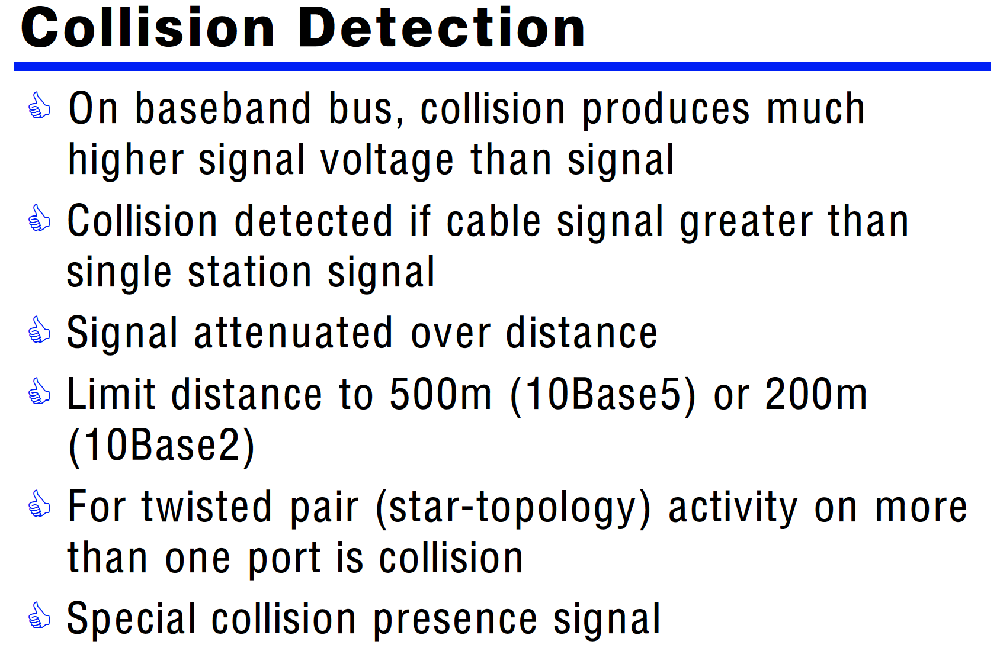 Collision Detection
On baseband bus, collision produces much
higher signal voltage than signal
Collision detected if cable signal greater than
single station signal
Signal attenuated over distance
Limit distance to 500m (10Base5) or 200m
(10Base2)
For twisted pair (star-topology) activity on more
than one port is collision
Special collision presence signal